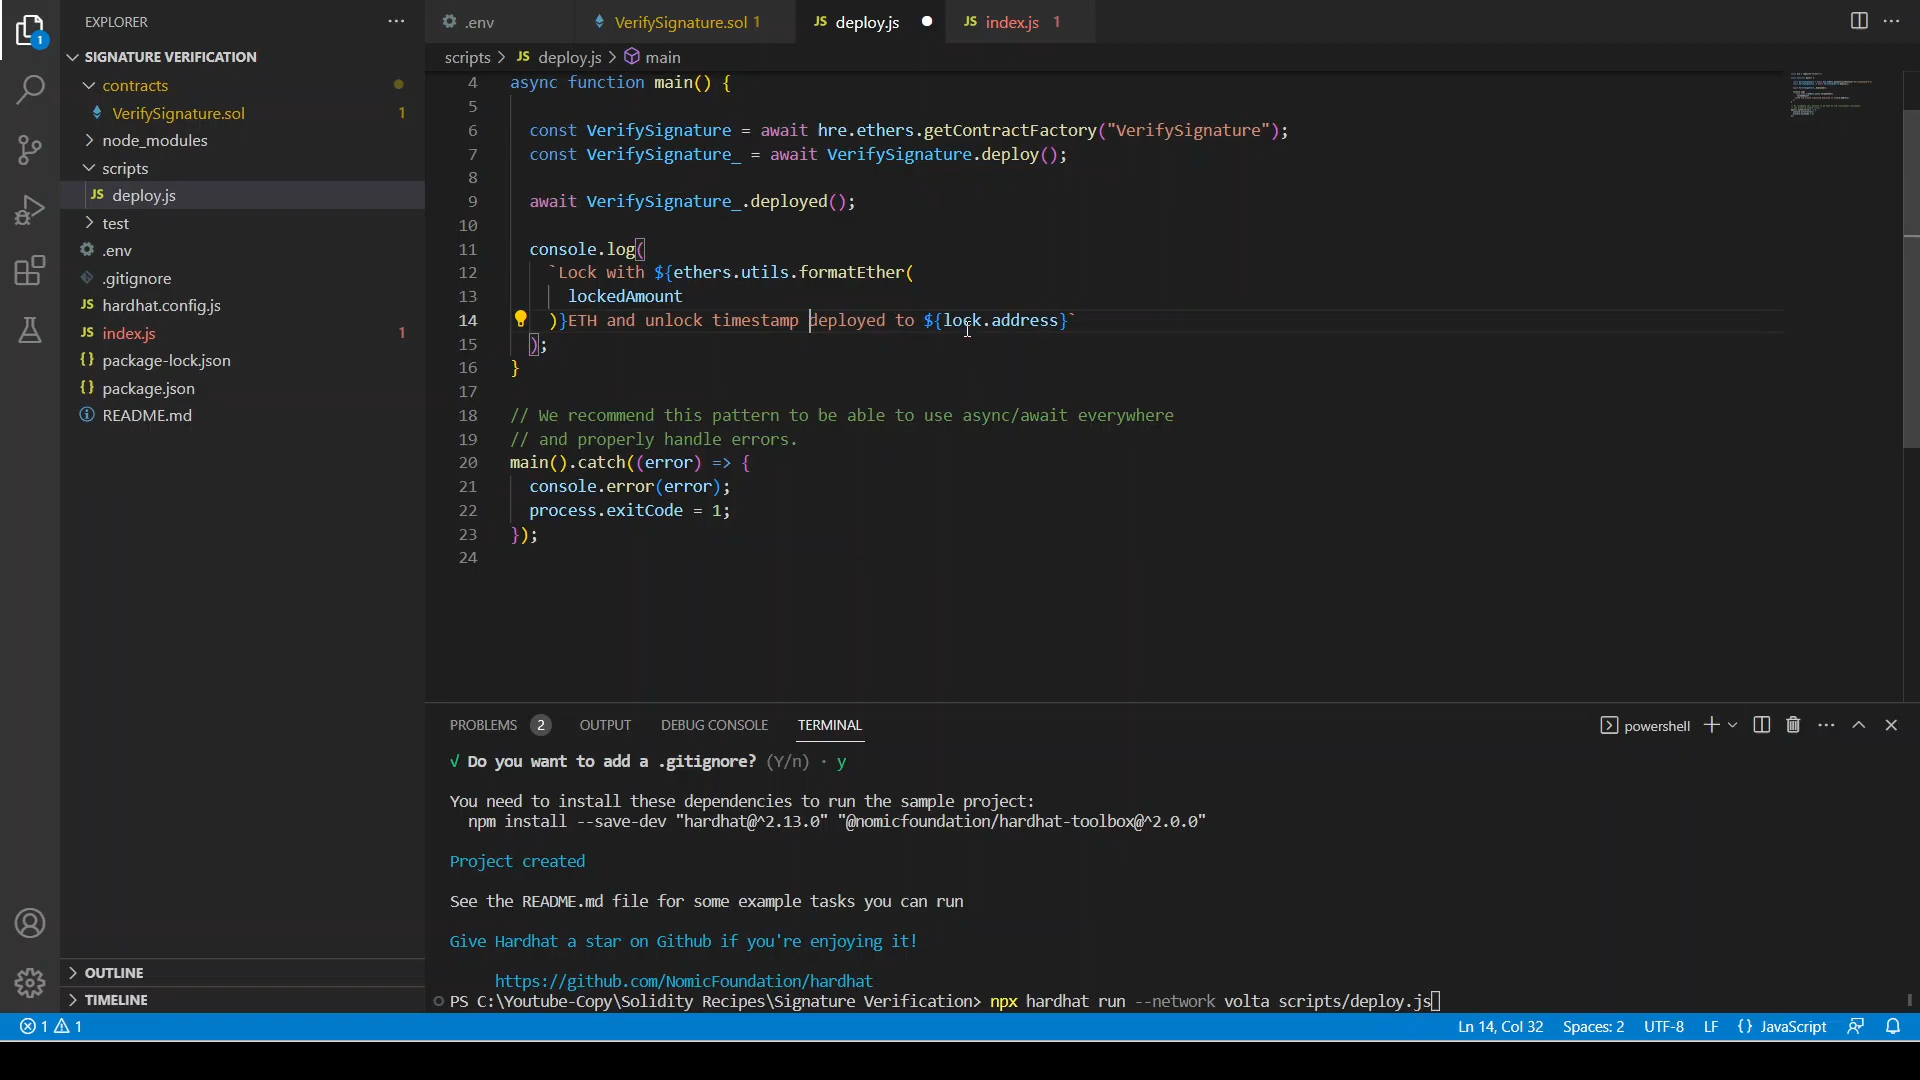 EXPLORER
SIGNATURE VERIFICATION
contracts
VerifySignature.sol 1
node_modules
scripts
JS deploy.js
test
.env
.gitignore
JS hardhat.config.js
JS index.js 1
{} package-lock.json
{} package.json
README.md
OUTLINE
TIMELINE
1
.env
VerifySignature.sol 1
JS deploy.js
JS index.js 1
scripts > JS deploy.js > main
4 async function main() {
5
6 const VerifySignature = await hre.ethers.getContractFactory("VerifySignature");
7 const VerifySignature_ = await VerifySignature.deploy();
8
9 await VerifySignature_.deployed();
10
11 console.log(
12 `Lock with ${ethers.utils.formatEther(
13 lockedAmount
14 )}ETH and unlock timestamp deployed to ${lock.address}`
15 );
16 }
17
18 // We recommend this pattern to be able to use async/await everywhere
19 // and properly handle errors.
20 main().catch((error) => {
21 console.error(error);
22 process.exitCode = 1;
23 });
24
PROBLEMS 2 OUTPUT DEBUG CONSOLE TERMINAL
powershell
√ Do you want to add a .gitignore? (Y/n) · y
You need to install these dependencies to run the sample project:
npm install --save-dev "hardhat@^2.13.0" "@nomicfoundation/hardhat-toolbox@^2.0.0"
Project created
See the README.md file for some example tasks you can run
Give Hardhat a star on Github if you're enjoying it!
https://github.com/NomicFoundation/hardhat
PS C:\Youtube-Copy\Solidity Recipes\Signature Verification> npx hardhat run --network volta scripts/deploy.js
1 1
Ln 14, Col 32 Spaces: 2 UTF-8 LF {} JavaScript